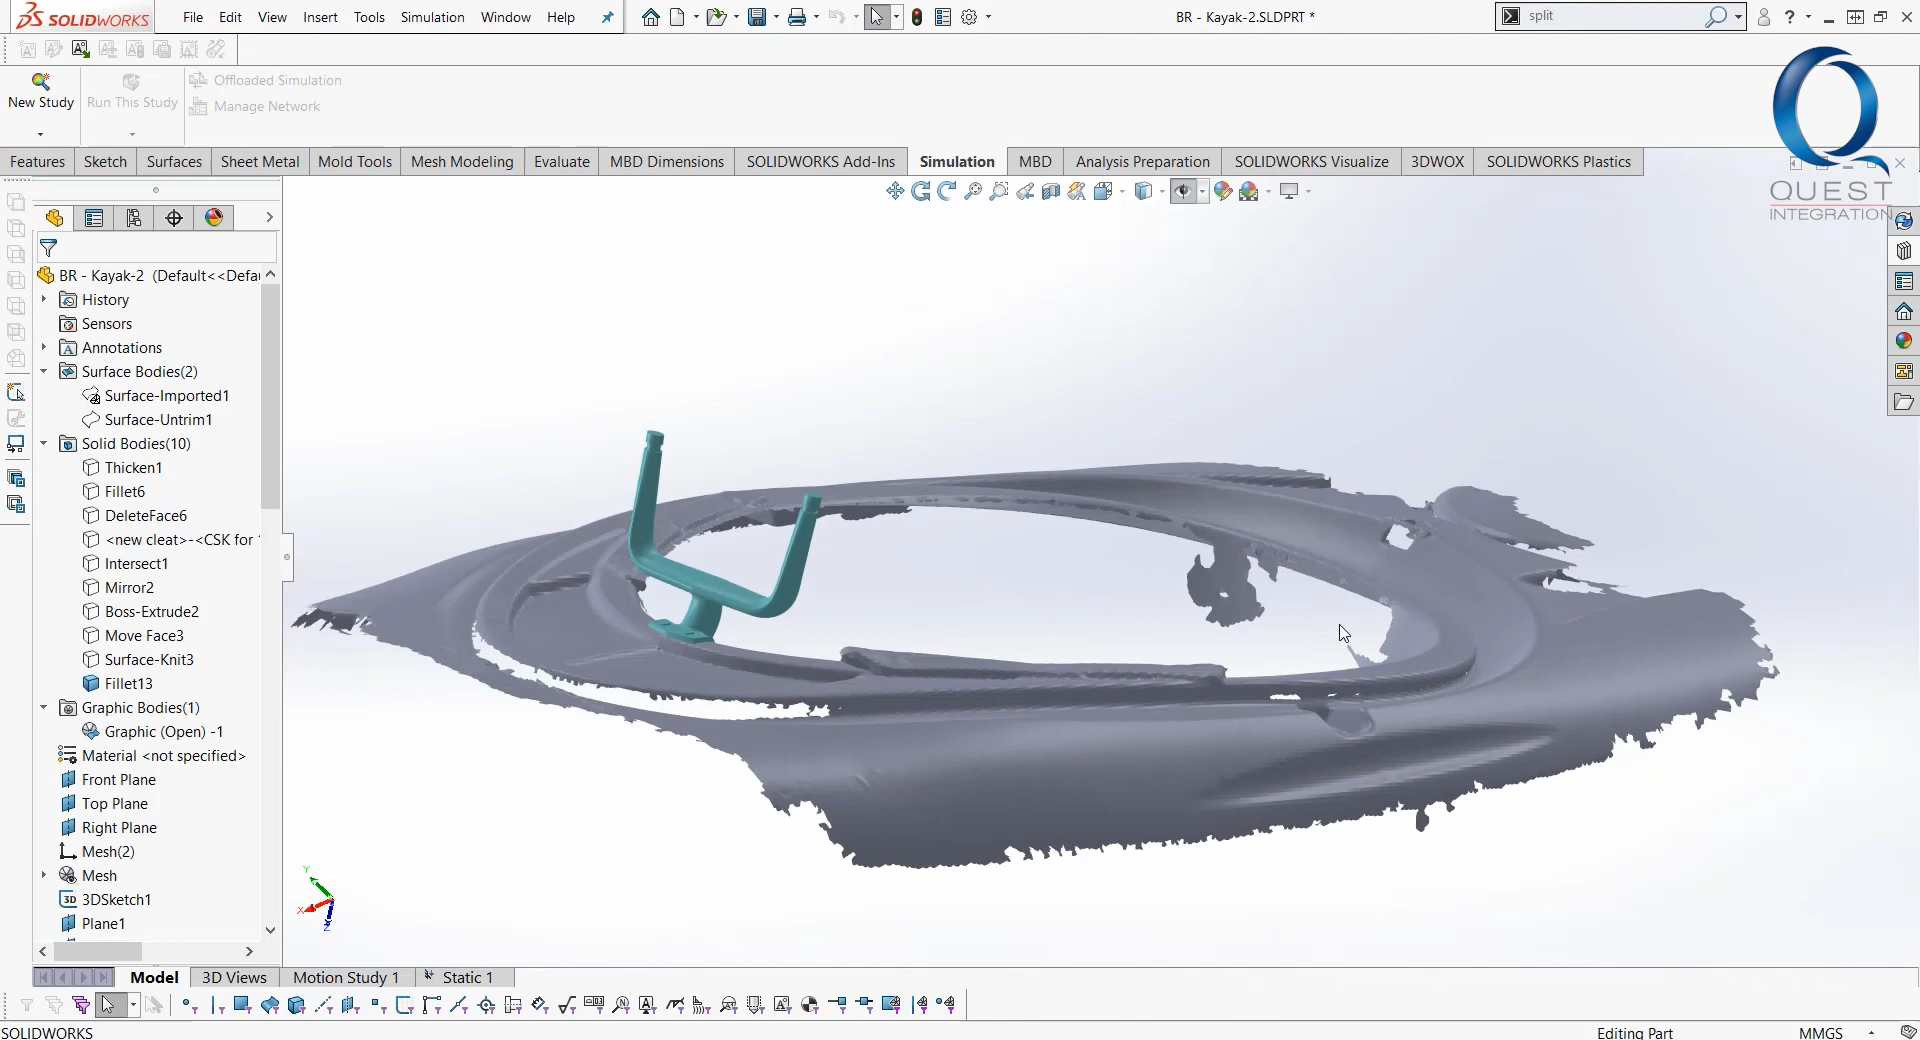 SOLIDWORKS
File Edit View Insert Tools Simulation Window Help
BR - Kayak-2.SLDPRT *
split
New Study
Run This Study
Offloaded Simulation
Manage Network
Features Sketch Surfaces Sheet Metal Mold Tools Mesh Modeling Evaluate MBD Dimensions SOLIDWORKS Add-Ins Simulation MBD Analysis Preparation SOLIDWORKS Visualize 3DWOX SOLIDWORKS Plastics
QUEST
INTEGRATION
BR - Kayak-2 (Default<<Defau
History
Sensors
Annotations
Surface Bodies(2)
Surface-Imported1
Surface-Untrim1
Solid Bodies(10)
Thicken1
Fillet6
DeleteFace6
<new cleat>-<CSK for
Intersect1
Mirror2
Boss-Extrude2
Move Face3
Surface-Knit3
Fillet13
Graphic Bodies(1)
Graphic (Open) -1
Material <not specified>
Front Plane
Top Plane
Right Plane
Mesh(2)
Mesh
3DSketch1
Plane1
Y
X
Z
Model 3D Views Motion Study 1 Static 1
SOLIDWORKS
Editing Part
MMGS